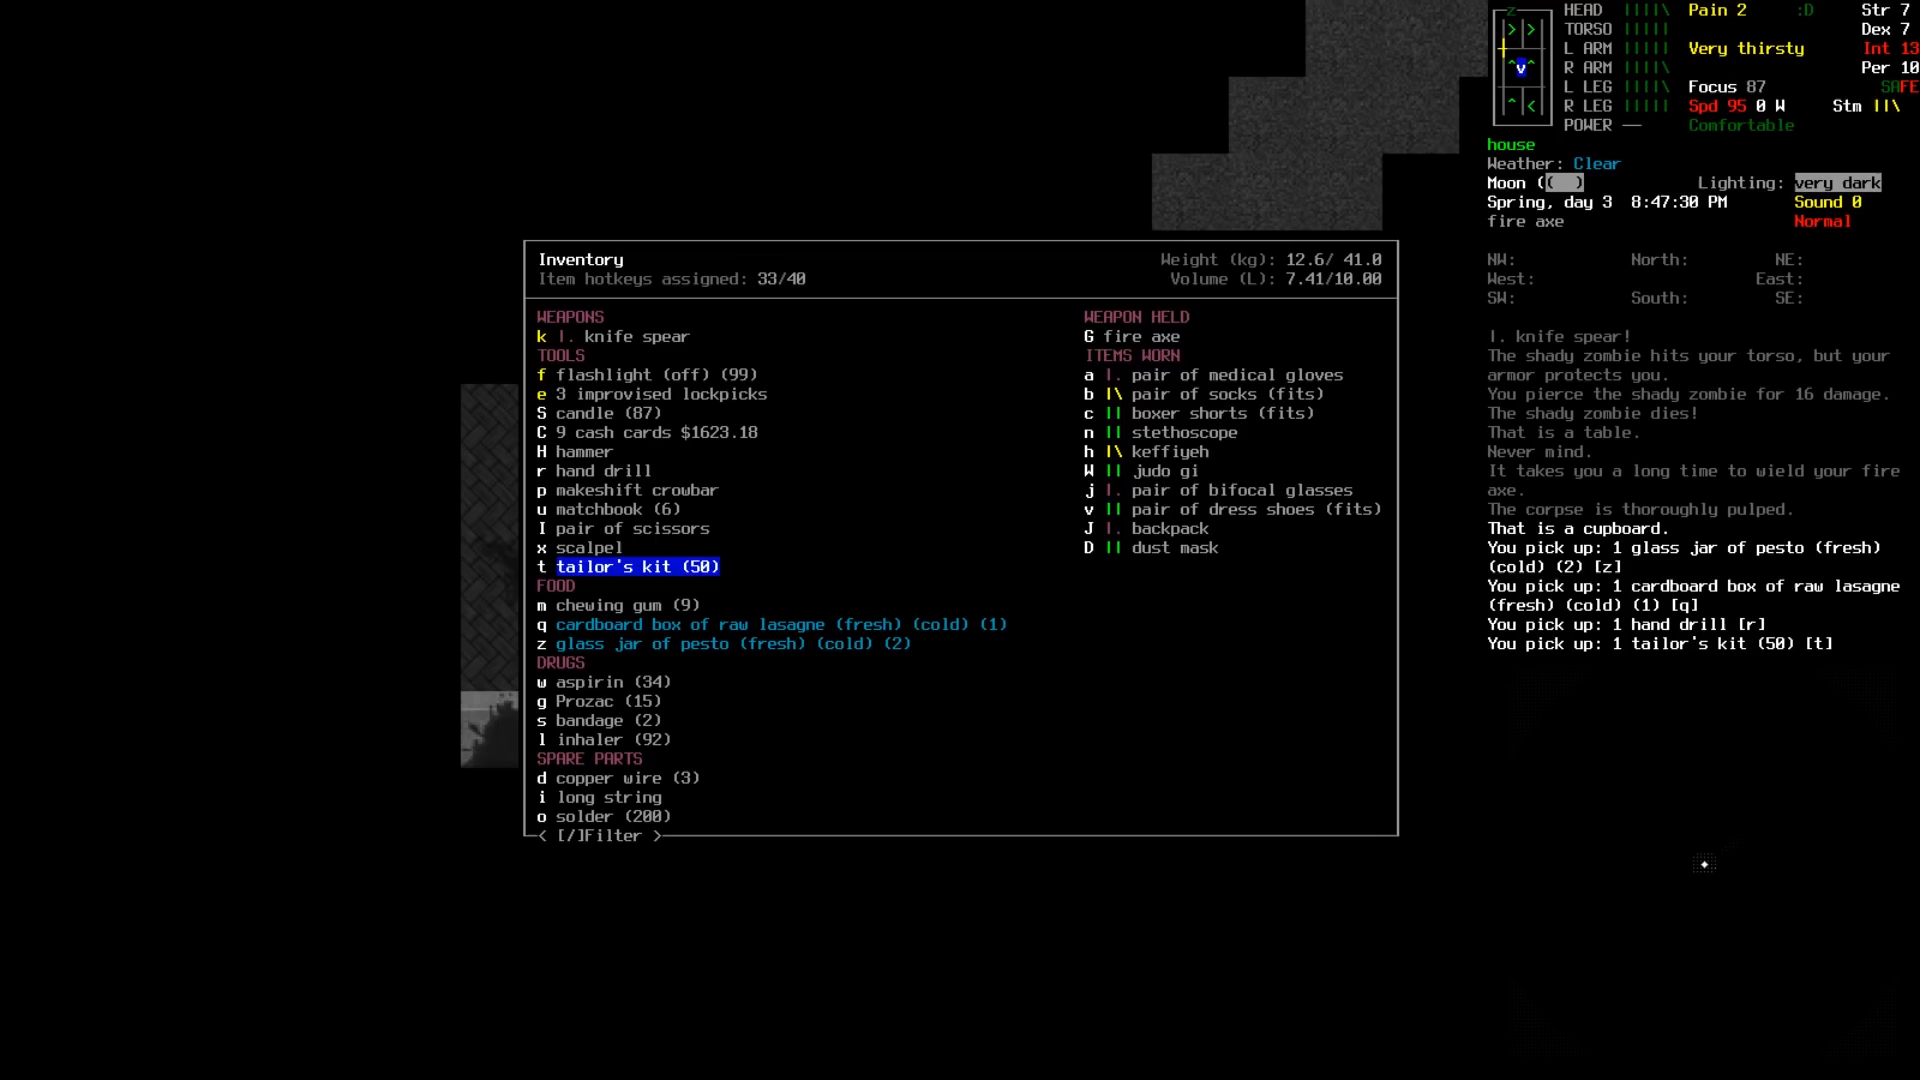 Inventory
Item hotkeys assigned: 33/40
Weight (kg): 12.6/ 41.0
Volume (L): 7.41/10.00
WEAPONS
k |. knife spear
TOOLS
f flashlight (off) (99)
e 3 improvised lockpicks
S candle (87)
C 9 cash cards $1623.18
H hammer
r hand drill
p makeshift crowbar
u matchbook (6)
I pair of scissors
x scalpel
t tailor's kit (50)
FOOD
m chewing gum (9)
q cardboard box of raw lasagne (fresh) (cold) (1)
z glass jar of pesto (fresh) (cold) (2)
DRUGS
w aspirin (34)
g Prozac (15)
s bandage (2)
l inhaler (92)
SPARE PARTS
d copper wire (3)
i long string
o solder (200)
< [/]Filter >
WEAPON HELD
G fire axe
ITEMS WORN
a |. pair of medical gloves
b |\ pair of socks (fits)
c || boxer shorts (fits)
n || stethoscope
h |\ keffiyeh
W || judo gi
j |. pair of bifocal glasses
v || pair of dress shoes (fits)
J |. backpack
D || dust mask
z
> >
^v^
^ <
HEAD ||||\ Pain 2 :D Str 7
TORSO ||||| Dex 7
L ARM ||||| Very thirsty Int 13
R ARM ||||\ Per 10
L LEG ||||\ Focus 87 SAFE
R LEG ||||| Spd 95 0 W Stm ||\
POWER -- Comfortable
house
Weather: Clear
Moon (( ) Lighting: very dark
Spring, day 3 8:47:30 PM Sound 0
fire axe Normal
NW: North: NE:
West: East:
SW: South: SE:
|. knife spear!
The shady zombie hits your torso, but your
armor protects you.
You pierce the shady zombie for 16 damage.
The shady zombie dies!
That is a table.
Never mind.
It takes you a long time to wield your fire
axe.
The corpse is thoroughly pulped.
That is a cupboard.
You pick up: 1 glass jar of pesto (fresh)
(cold) (2) [z]
You pick up: 1 cardboard box of raw lasagne
(fresh) (cold) (1) [q]
You pick up: 1 hand drill [r]
You pick up: 1 tailor's kit (50) [t]